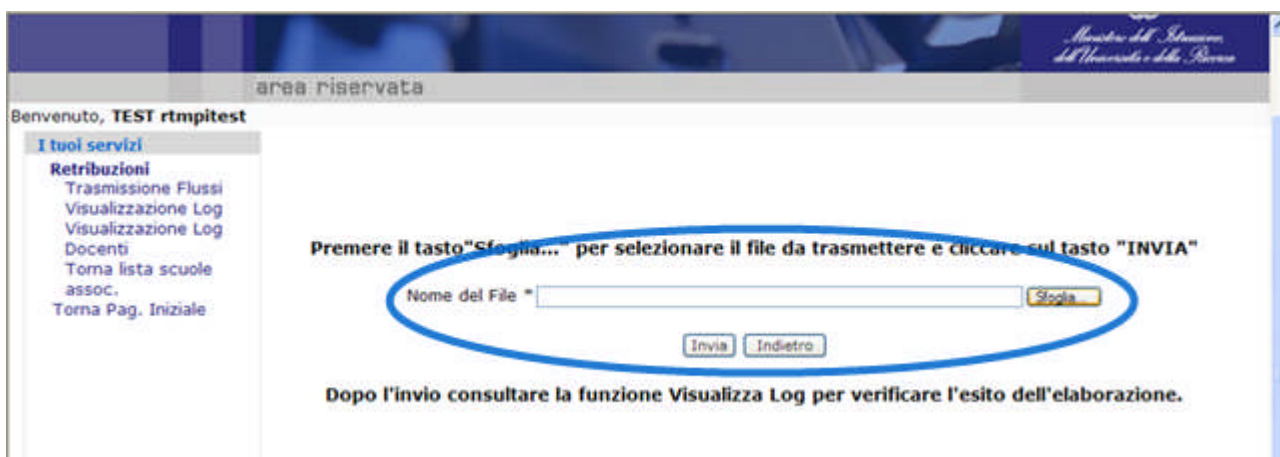 Ministero dell' Istruzione,
dell'Università e della Ricerca
area riservata
Benvenuto, TEST rtmpitest
I tuoi servizi
Retribuzioni
Trasmissione Flussi
Visualizzazione Log
Visualizzazione Log
Docenti
Torna lista scuole
assoc.
Torna Pag. Iniziale
Premere il tasto"Sfoglia..." per selezionare il file da trasmettere e cliccare sul tasto "INVIA"
Nome del File * Sfoglia...
Invia Indietro
Dopo l'invio consultare la funzione Visualizza Log per verificare l'esito dell'elaborazione.